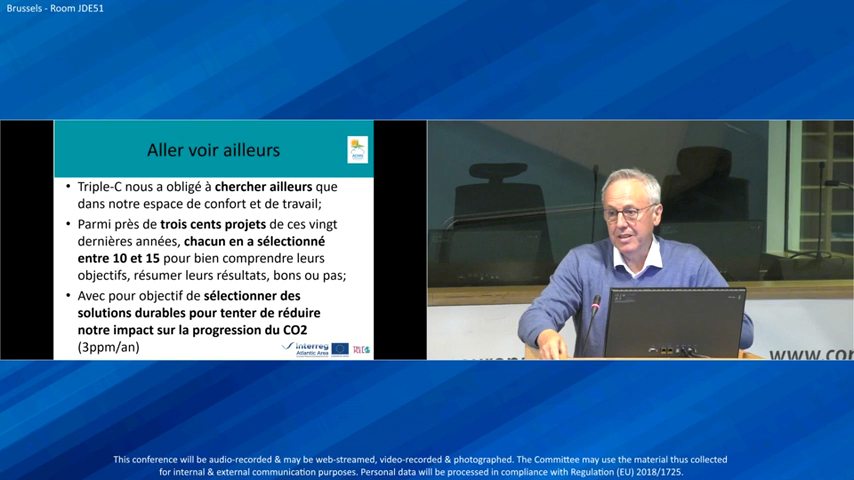 Brussels - Room JDE51
Aller voir ailleurs
• Triple-C nous a obligé à chercher ailleurs que
dans notre espace de confort et de travail;
• Parmi près de trois cents projets de ces vingt
dernières années, chacun en a sélectionné
entre 10 et 15 pour bien comprendre leurs
objectifs, résumer leurs résultats, bons ou pas;
• Avec pour objectif de sélectionner des
solutions durables pour tenter de réduire
notre impact sur la progression du CO2
(3ppm/an)
Interreg
Atlantic Area
www.co
This conference will be audio-recorded & may be web-streamed, video-recorded & photographed. The Committee may use the material thus collected
for internal & external communication purposes. Personal data will be processed in compliance with Regulation (EU) 2018/1725.